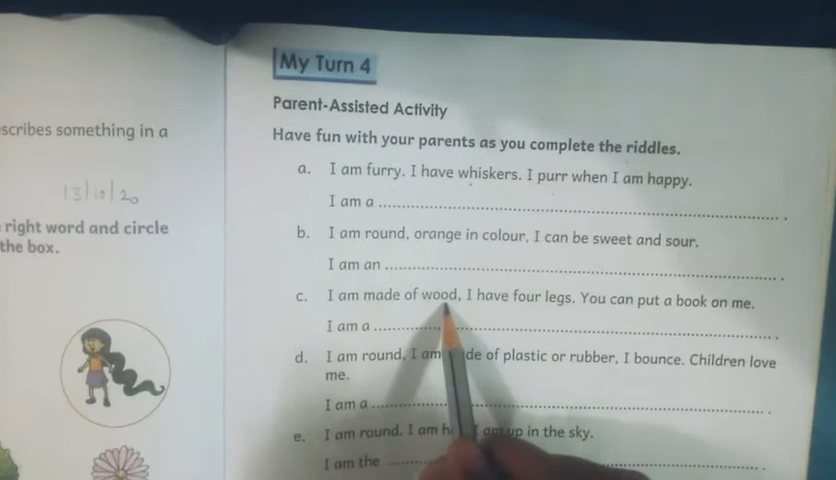 My Turn 4
Parent-Assisted Activity
Have fun with your parents as you complete the riddles.
a. I am furry. I have whiskers. I purr when I am happy.
I am a .
b. I am round, orange in colour, I can be sweet and sour.
I am an .
c. I am made of wood, I have four legs. You can put a book on me.
I am a .
d. I am round, I am de of plastic or rubber, I bounce. Children love
me.
I am a .
e. I am round. I am h I am up in the sky.
I am the .
scribes something in a
13/10/20
right word and circle
the box.